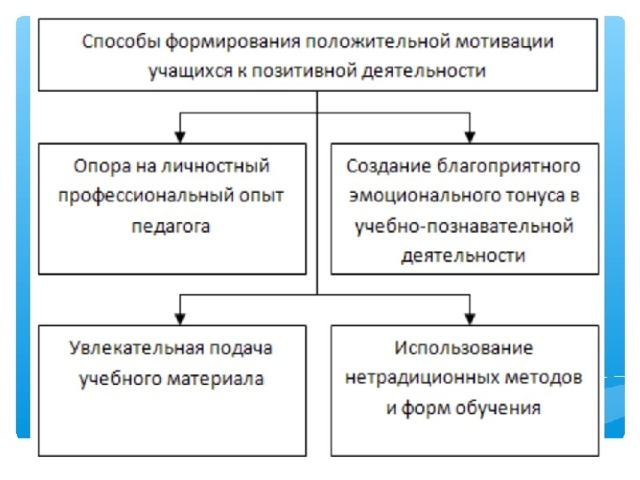 Способы формирования положительной мотивации
учащихся к позитивной деятельности
Опора на личностный
профессиональный опыт
педагога
Создание благоприятного
эмоционального тонуса в
учебно-познавательной
деятельности
Увлекательная подача
учебного материала
Использование
нетрадиционных методов
и форм обучения